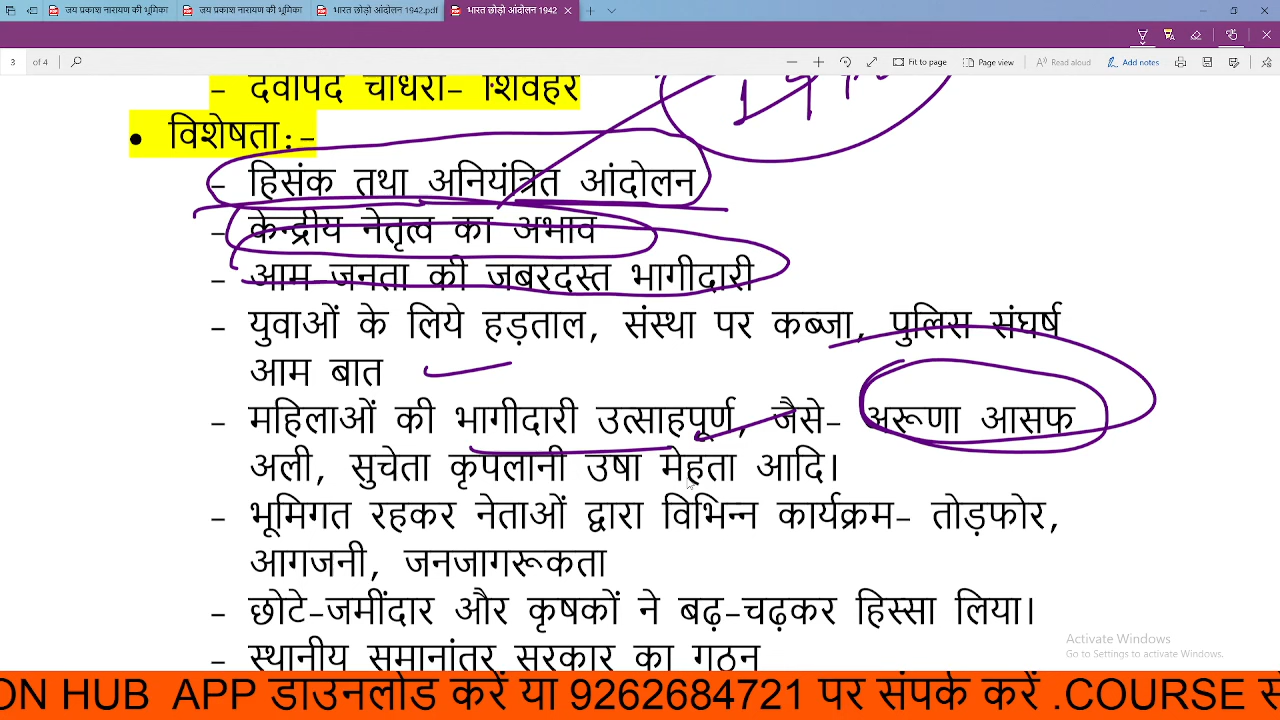 जय प्रकाश नारायण की भूमिका
जय प्रकाश नारायण की भूमिका
भारत छोड़ो आंदोलन 1942.pdf
भारत छोड़ो आंदोलन 1942
3 of 4
Fit to page
Page view
Read aloud
Add notes
- देवापद चौधरी- शिवहर
• विशेषता:-
- हिसंक तथा अनियंत्रित आंदोलन
- केन्द्रीय नेतृत्व का अभाव
- आम जनता की जबरदस्त भागीदारी
- युवाओं के लिये हड़ताल, संस्था पर कब्जा, पुलिस संघर्ष
आम बात
- महिलाओं की भागीदारी उत्साहपूर्ण, जैसे- अरूणा आसफ
अली, सुचेता कृपलानी उषा मेहता आदि।
- भूमिगत रहकर नेताओं द्वारा विभिन्न कार्यक्रम- तोड़फोर,
आगजनी, जनजागरूकता
- छोटे-जमींदार और कृषकों ने बढ़-चढ़कर हिस्सा लिया।
- स्थानीय समानांतर सरकार का गठन
Activate Windows
Go to Settings to activate Windows.
ON HUB APP डाउनलोड करें या 9262684721 पर संपर्क करें .COURSE स